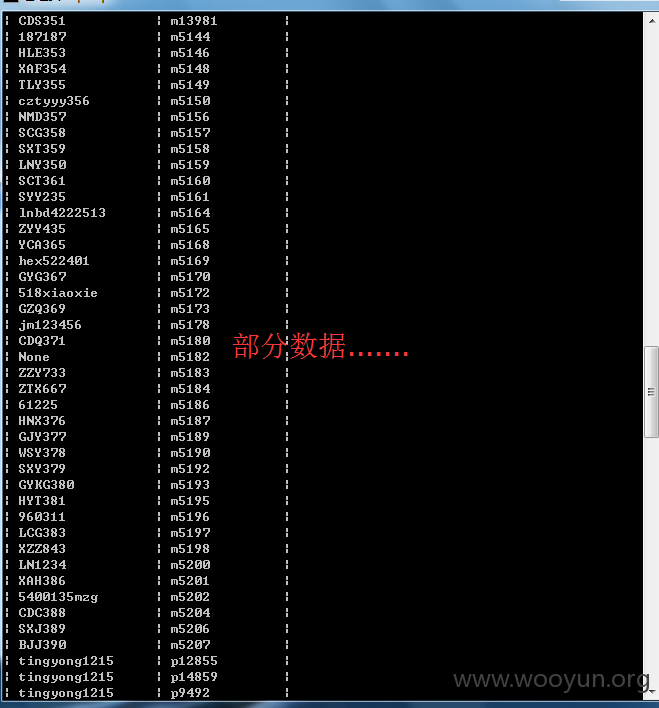 | CDS351 | m13981 |
| 187187 | m5144 |
| HLE353 | m5146 |
| XAF354 | m5148 |
| TLY355 | m5149 |
| cztyyy356 | m5150 |
| NMD357 | m5156 |
| SCG358 | m5157 |
| SXT359 | m5158 |
| LNY350 | m5159 |
| SCT361 | m5160 |
| SYY235 | m5161 |
| lnbd4222513 | m5164 |
| ZYY435 | m5165 |
| YCA365 | m5168 |
| hex522401 | m5169 |
| GYG367 | m5170 |
| 518xiaoxie | m5172 |
| GZQ369 | m5173 |
| jm123456 | m5178 |
| CDQ371 | m5180 |
部分数据.......
| None | m5182 |
| ZZY733 | m5183 |
| ZTX667 | m5184 |
| 61225 | m5186 |
| HNX376 | m5187 |
| GJY377 | m5189 |
| WSY378 | m5190 |
| SXY379 | m5192 |
| GYKG380 | m5193 |
| HYT381 | m5195 |
| 960311 | m5196 |
| LCG383 | m5197 |
| XZZ843 | m5198 |
| LN1234 | m5200 |
| XAH386 | m5201 |
| 5400135mzg | m5202 |
| CDC388 | m5204 |
| SXJ389 | m5206 |
| BJJ390 | m5207 |
| tingyong1215 | p12855 |
| tingyong1215 | p14859 |
| tingyong1215 | p9492 |
www.wooyun.org